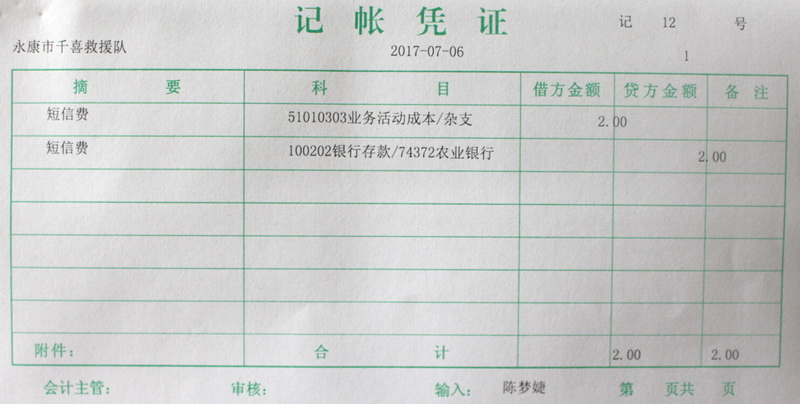 记帐凭证
记 12 号
永康市千喜救援队 2017-07-06
1
摘要 科目 借方金额 贷方金额 备注
短信费 51010303业务活动成本/杂支 2.00
短信费 100202银行存款/74372农业银行 2.00
附件： 合计 2.00 2.00
会计主管： 审核： 输入： 陈梦婕 第 页共 页